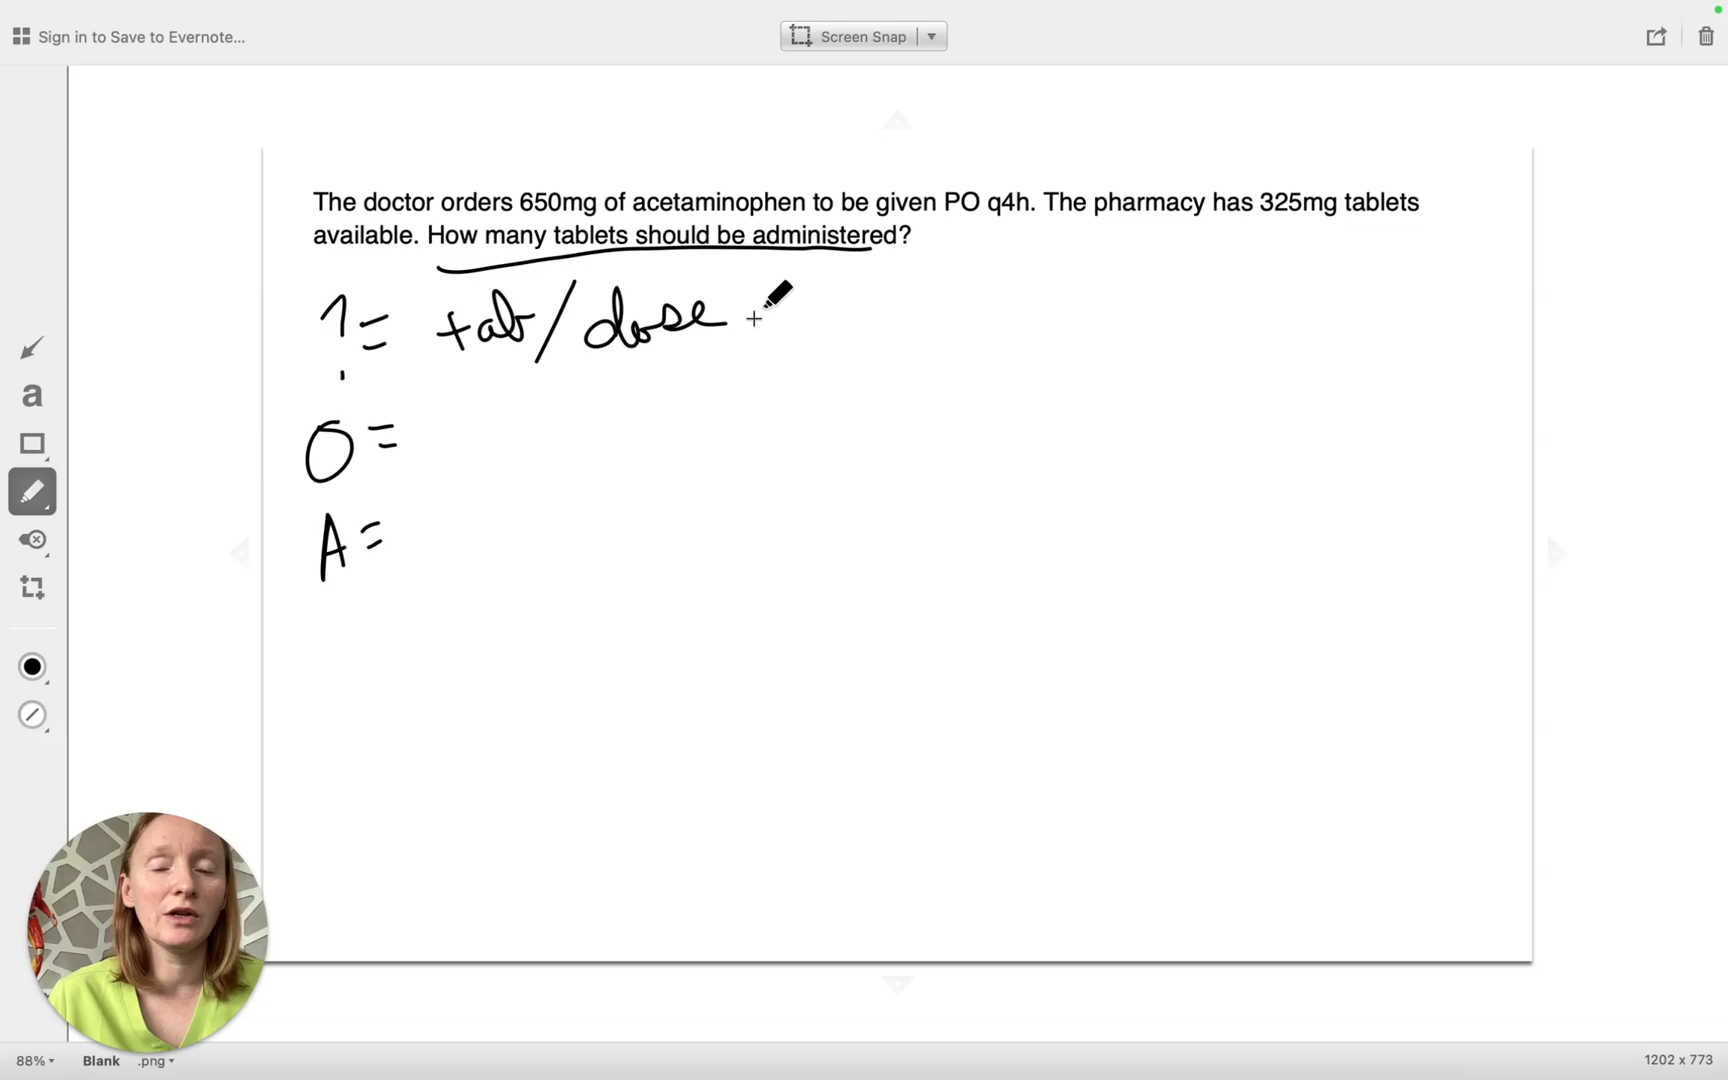 Sign in to Save to Evernote...
Screen Snap
The doctor orders 650mg of acetaminophen to be given PO q4h. The pharmacy has 325mg tablets
available. How many tablets should be administered?
? = tab/dose
O =
A =
a
88%
Blank
.png
1202 x 773